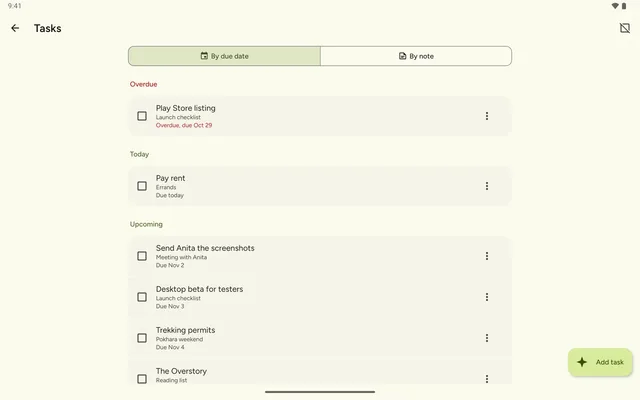 9:41
Tasks
By due date
By note
Overdue
Play Store listing
Launch checklist
Overdue, due Oct 29
Today
Pay rent
Errands
Due today
Upcoming
Send Anita the screenshots
Meeting with Anita
Due Nov 2
Desktop beta for testers
Launch checklist
Due Nov 3
Trekking permits
Pokhara weekend
Due Nov 4
The Overstory
Reading list
Add task